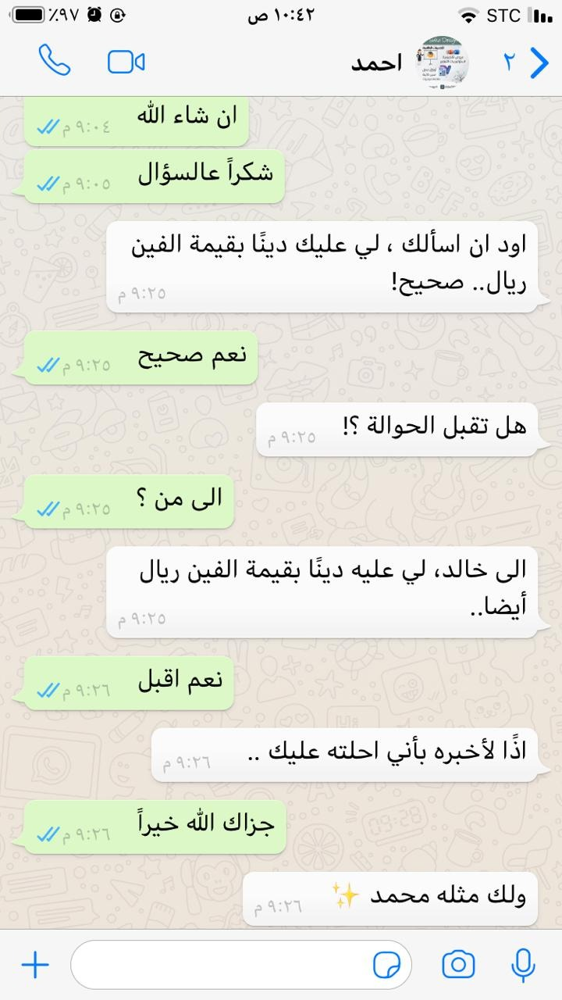 STC ١٠:٤٢ ص ٪٩٧
٢ احمد
ان شاء الله ٩:٠٤ م
شكراً عالسؤال ٩:٠٥ م
اود ان اسألك ، لي عليك دينًا بقيمة الفين
ريال.. صحيح! ٩:٢٥ م
نعم صحيح ٩:٢٥ م
هل تقبل الحوالة ؟! ٩:٢٥ م
الى من ؟ ٩:٢٥ م
الى خالد، لي عليه دينًا بقيمة الفين ريال
أيضا.. ٩:٢٥ م
نعم اقبل ٩:٢٦ م
اذًا لأخبره بأني احلته عليك .. ٩:٢٦ م
جزاك الله خيراً ٩:٢٦ م
ولك مثله محمد ✨ ٩:٢٦ م